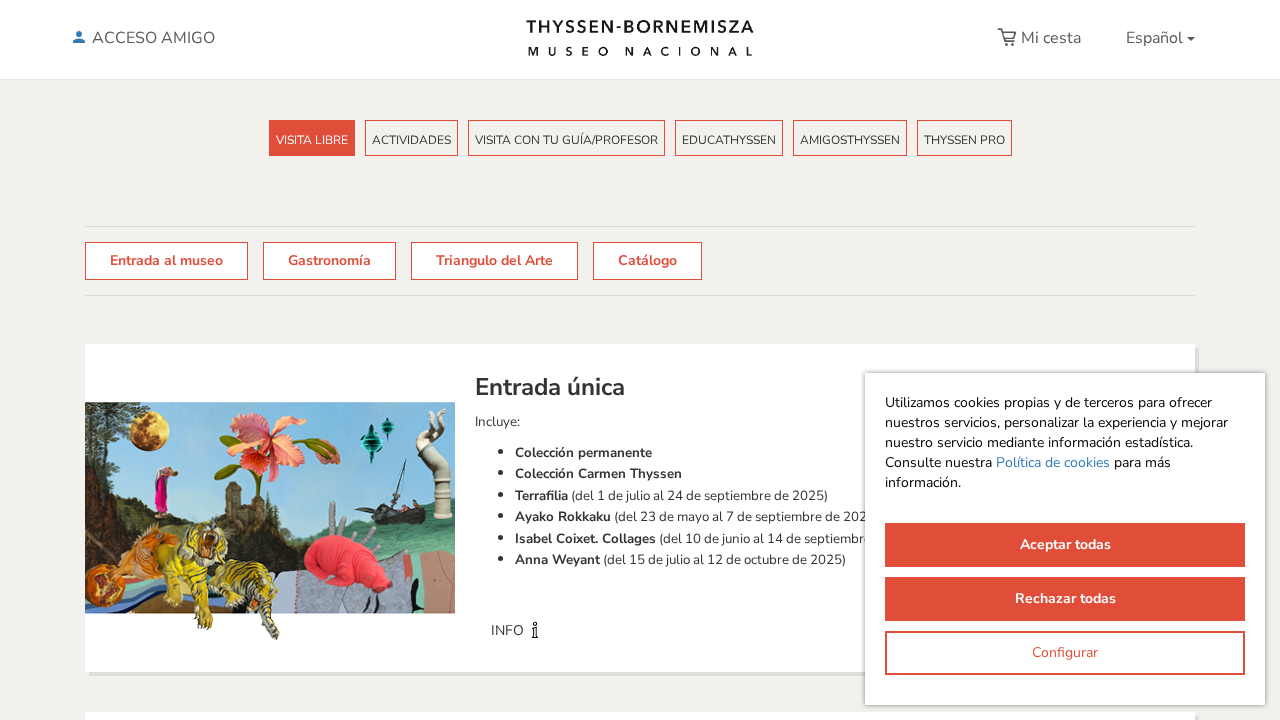 ACCESO AMIGO
THYSSEN-BORNEMISZA
MUSEO NACIONAL
Mi cesta
Español
VISITA LIBRE
ACTIVIDADES
VISITA CON TU GUÍA/PROFESOR
EDUCATHYSSEN
AMIGOSTHYSSEN
THYSSEN PRO
Entrada al museo
Gastronomía
Triangulo del Arte
Catálogo
Entrada única
Incluye:
Colección permanente
Colección Carmen Thyssen
Terrafilia (del 1 de julio al 24 de septiembre de 2025)
Ayako Rokkaku (del 23 de mayo al 7 de septiembre de 202
Isabel Coixet. Collages (del 10 de junio al 14 de septiembre
Anna Weyant (del 15 de julio al 12 de octubre de 2025)
INFO
Utilizamos cookies propias y de terceros para ofrecer
nuestros servicios, personalizar la experiencia y mejorar
nuestro servicio mediante información estadística.
Consulte nuestra Política de cookies para más
información.
Aceptar todas
Rechazar todas
Configurar